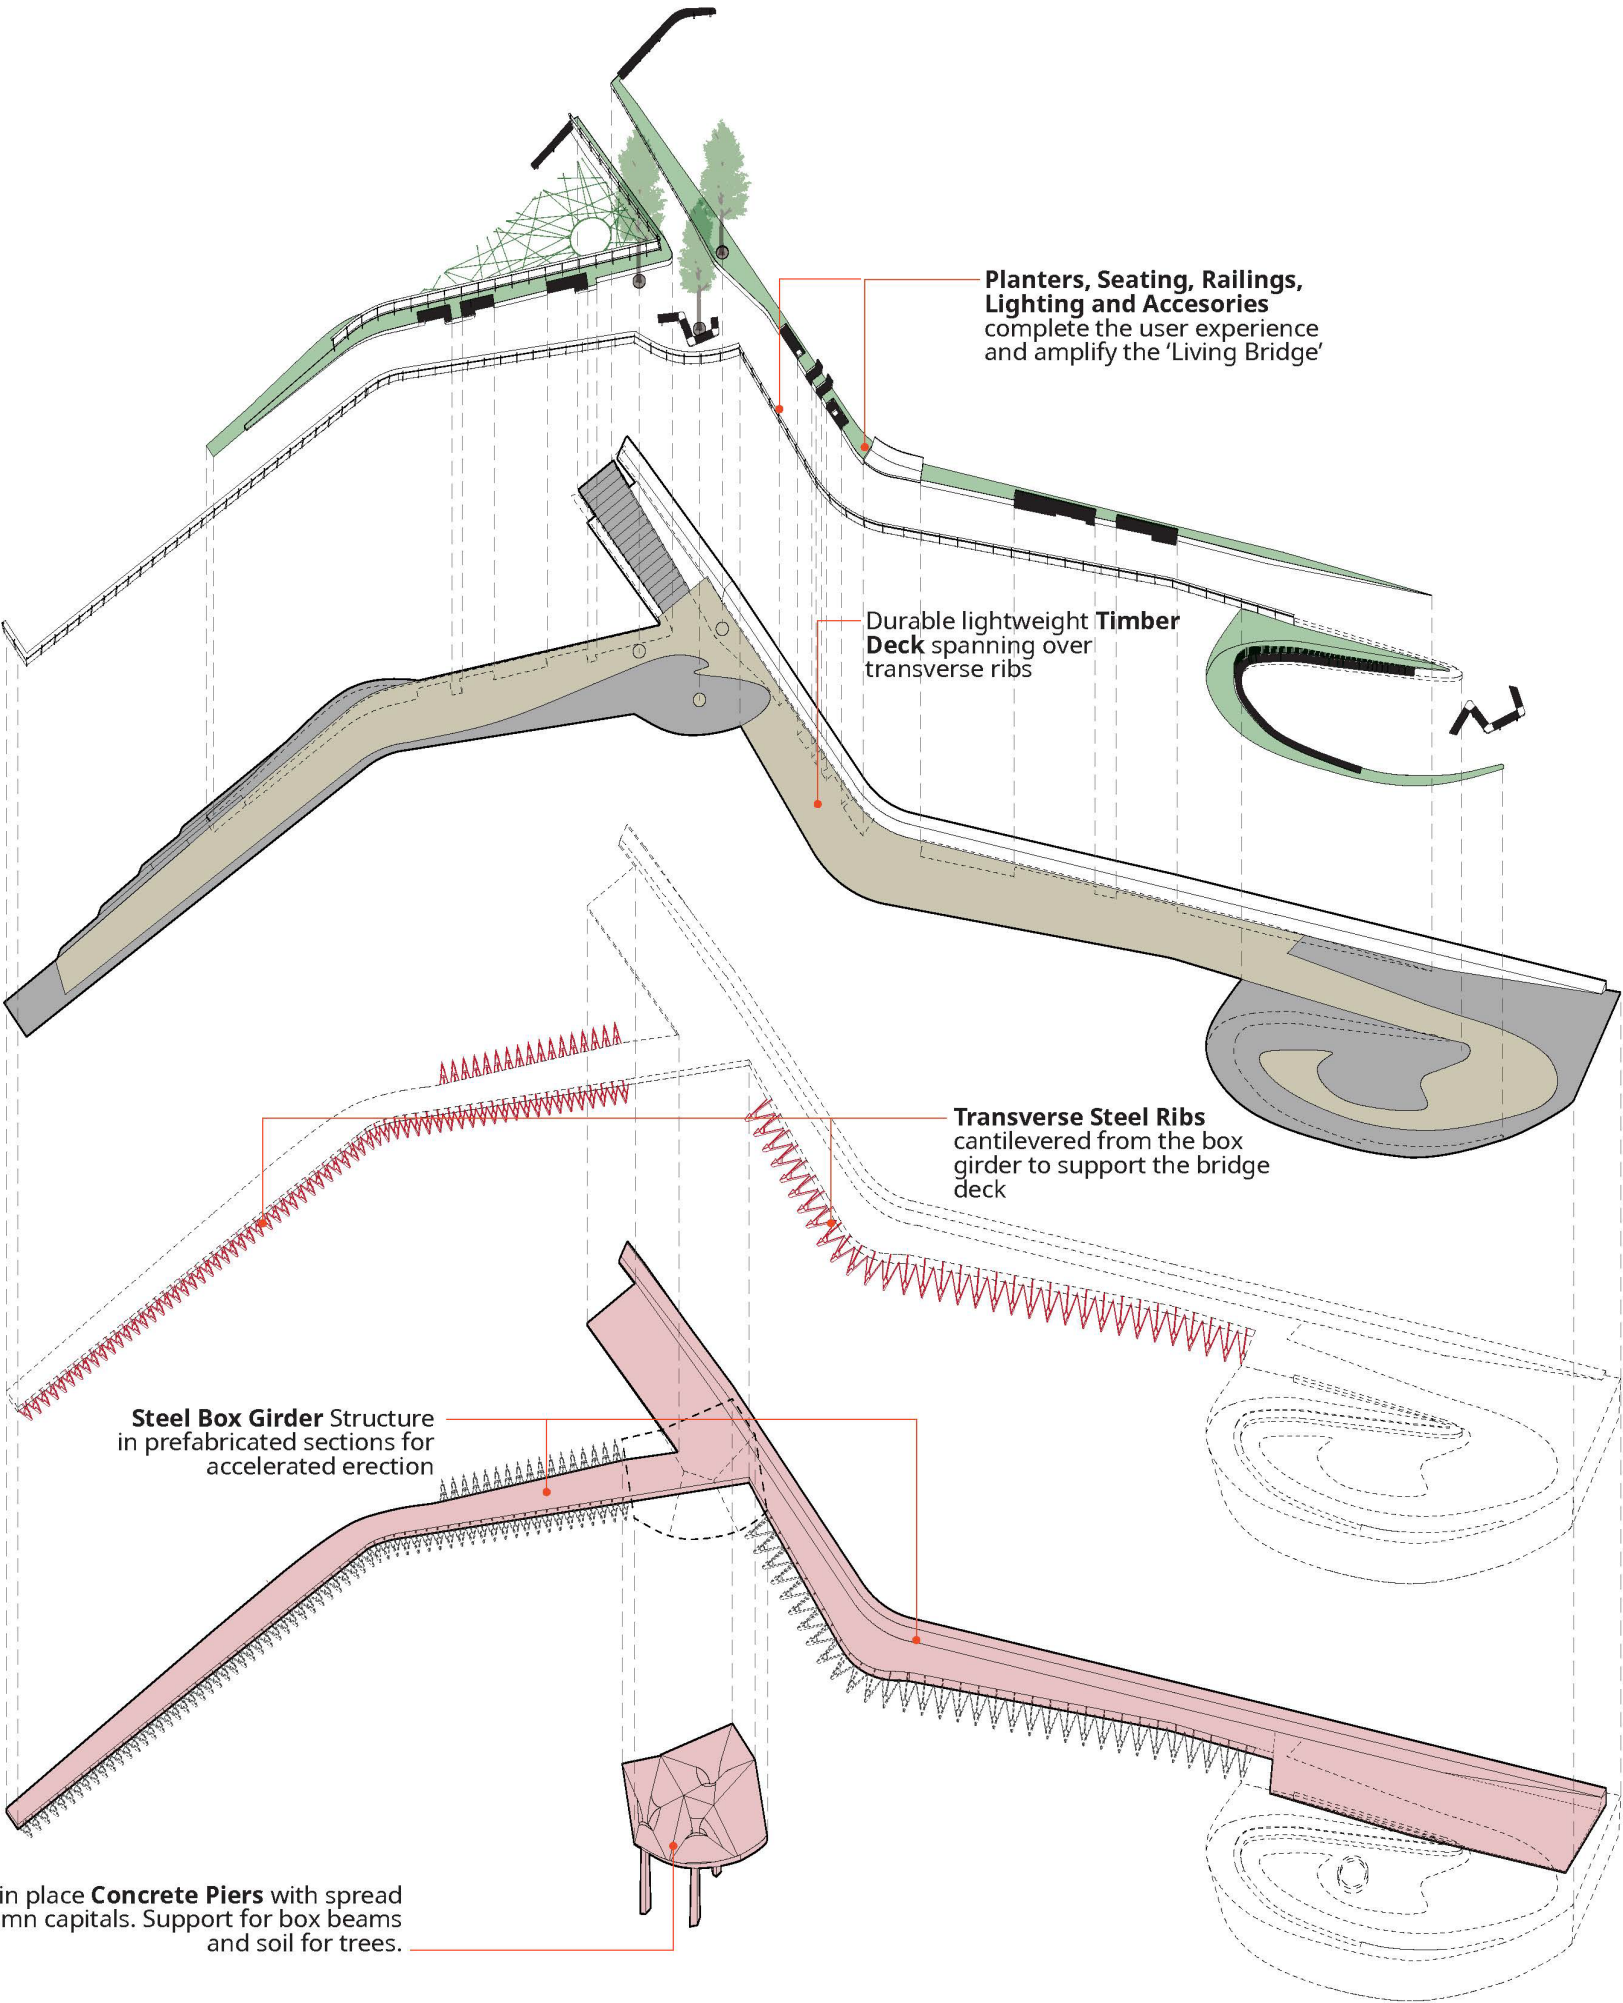 Planters, Seating, Railings,
Lighting and Accesories
complete the user experience
and amplify the ‘Living Bridge’
Durable lightweight Timber
Deck spanning over
transverse ribs
Transverse Steel Ribs
cantilevered from the box
girder to support the bridge
deck
Steel Box Girder Structure
in prefabricated sections for
accelerated erection
in place Concrete Piers with spread
capitals. Support for box beams
and soil for trees.